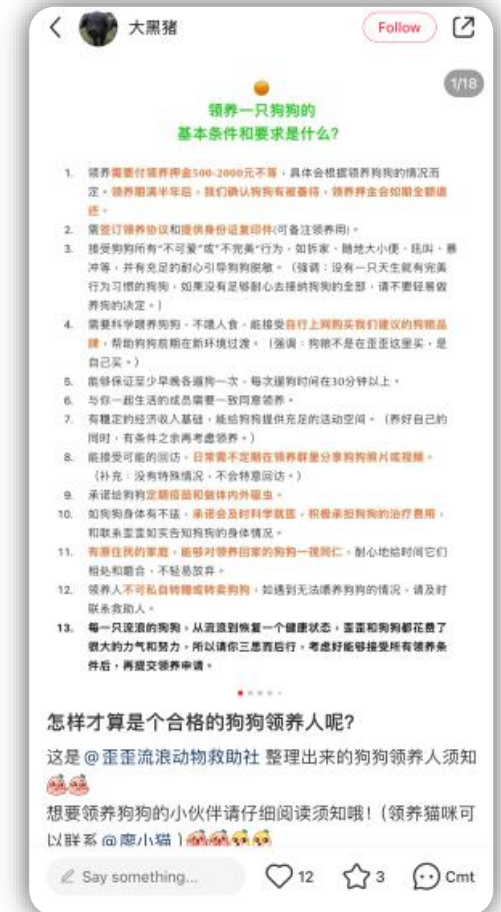 大黑猪
Follow
1/18
领养一只狗狗的
基本条件和要求是什么?
1. 领养需要付领养押金500-2000元不等，具体会根据领养狗狗的情况而
定。领养期满半年后，我们确认狗狗有被善待，领养押金会如期全额退
还。
2. 需签订领养协议和提供身份证复印件(可备注领养用)。
3. 接受狗狗所有“不可爱”或“不完美”行为，如拆家、随地大小便、吼叫、暴
冲等，并有充足的耐心引导狗狗脱敏。（强调：没有一只天生就有完美
行为习惯的狗狗，如果没有足够耐心去接纳狗狗的全部，请不要轻易做
养狗的决定。）
4. 需要科学喂养狗狗，不喂人食，能接受自行上网购买我们建议的狗粮品
牌，帮助狗狗前期在新环境过渡。（强调：狗粮不是在歪歪这里买，是
自己买。）
5. 能够保证至少早晚各遛狗一次，每次遛狗时间在30分钟以上。
6. 与你一起生活的成员需要一致同意领养。
7. 有稳定的经济收入基础，能给狗狗提供充足的活动空间。（养好自己的
同时，有条件之余再考虑领养。）
8. 能接受可能的回访，日常需不定期在领养群里分享狗狗照片或视频。
（补充：没有特殊情况，不会特意回访。）
9. 承诺给狗狗定期疫苗和做体内外驱虫。
10. 如狗狗身体有不适，承诺会及时科学就医，积极承担狗狗的治疗费用，
和联系歪歪如实告知狗狗的身体情况。
11. 有原住民的家庭，能够对领养回家的狗狗一视同仁，耐心地给时间它们
相处和磨合，不轻易放弃。
12. 领养人不可私自转赠或转卖狗狗，如遇到无法喂养狗狗的情况，请及时
联系救助人。
13. 每一只流浪的狗狗，从流浪到恢复一个健康状态，歪歪和狗狗都花费了
很大的力气和努力，所以请你三思而后行，考虑好能够接受所有领养条
件后，再提交领养申请。
怎样才算是个合格的狗狗领养人呢?
这是 @歪歪流浪动物救助社 整理出来的狗狗领养人须知
想要领养狗狗的小伙伴请仔细阅读须知哦!（领养猫咪可
以联系 @廖小猫 )
Say something...
12
3
Cmt